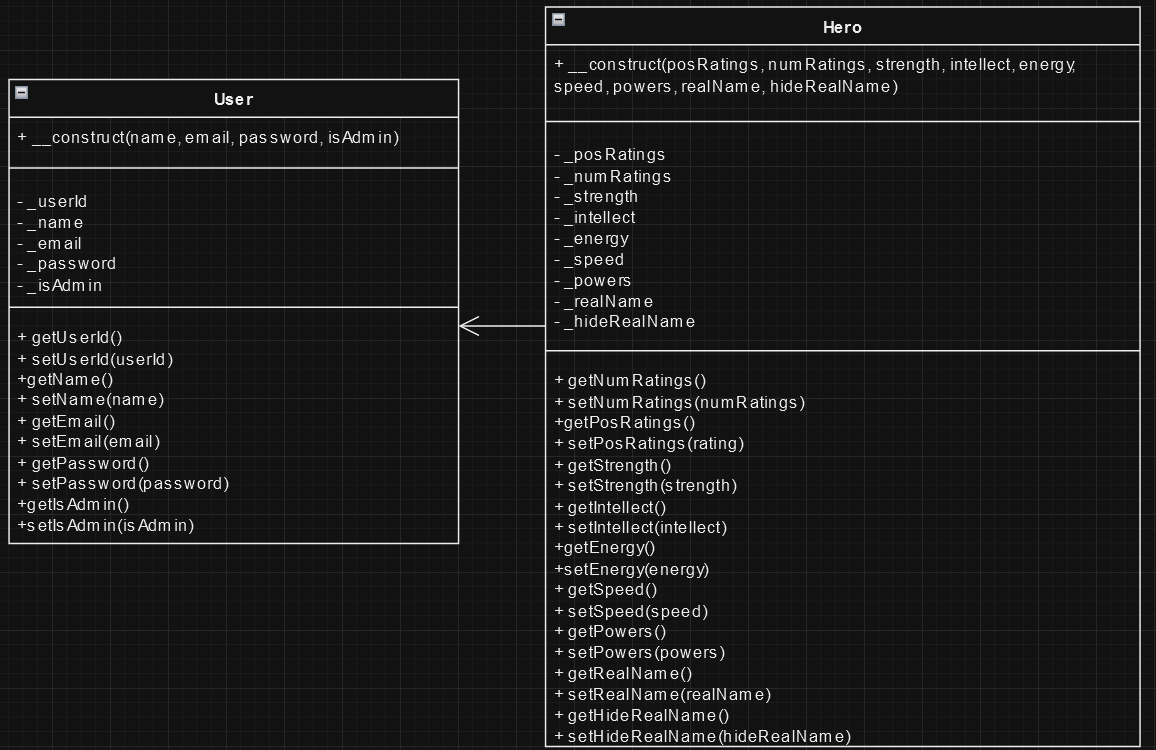 User
+ __construct(name, email, password, isAdmin)
- _userId
- _name
- _email
- _password
- _isAdmin
+ getUserId()
+ setUserId(userId)
+getName()
+ setName(name)
+ getEmail()
+ setEmail(email)
+ getPassword()
+ setPassword(password)
+getIsAdmin()
+setIsAdmin(isAdmin)
Hero
+ __construct(posRatings, numRatings, strength, intellect, energy,
speed, powers, realName, hideRealName)
- _posRatings
- _numRatings
- _strength
- _intellect
- _energy
- _speed
- _powers
- _realName
- _hideRealName
+ getNumRatings()
+ setNumRatings(numRatings)
+getPosRatings()
+ setPosRatings(rating)
+ getStrength()
+ setStrength(strength)
+ getIntellect()
+ setIntellect(intellect)
+getEnergy()
+setEnergy(energy)
+ getSpeed()
+ setSpeed(speed)
+ getPowers()
+ setPowers(powers)
+ getRealName()
+ setRealName(realName)
+ getHideRealName()
+ setHideRealName(hideRealName)